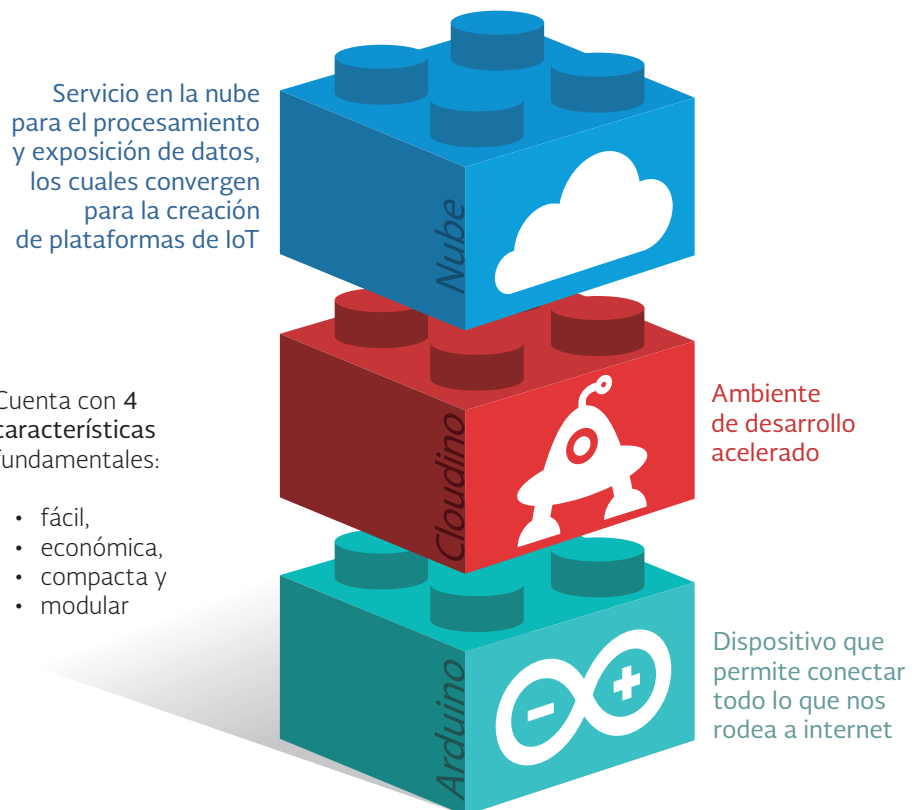 Servicio en la nube
para el procesamiento
y exposición de datos,
los cuales convergen
para la creación
de plataformas de IoT
Nube
Cuenta con 4
características
fundamentales:
• fácil,
• económica,
• compacta y
• modular
Cloudino
Ambiente
de desarrollo
acelerado
Arduino
Dispositivo que
permite conectar
todo lo que nos
rodea a internet